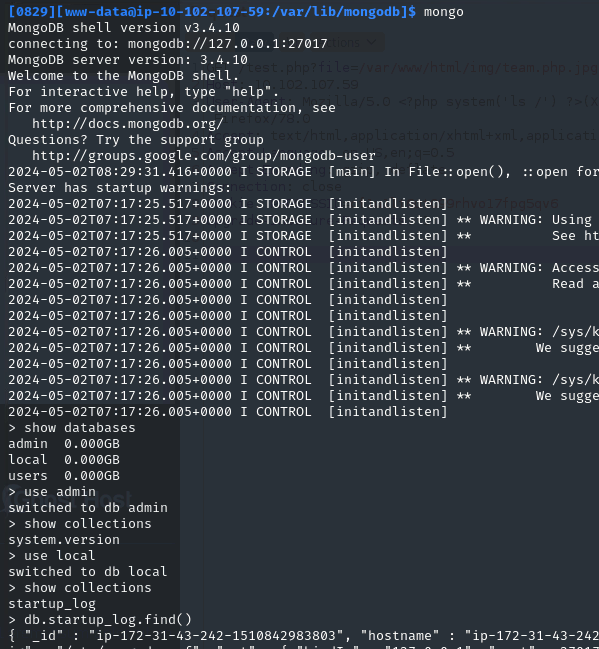 [0829][www-data@ip-10-102-107-59:/var/lib/mongodb]$ mongo
MongoDB shell version v3.4.10
connecting to: mongodb://127.0.0.1:27017
MongoDB server version: 3.4.10
Welcome to the MongoDB shell.
For interactive help, type "help".
For more comprehensive documentation, see
http://docs.mongodb.org/
Questions? Try the support group
http://groups.google.com/group/mongodb-user
2024-05-02T08:29:31.416+0000 I STORAGE  [main] In File::open(), ::open for
Server has startup warnings:
2024-05-02T07:17:25.517+0000 I STORAGE  [initandlisten]
2024-05-02T07:17:25.517+0000 I STORAGE  [initandlisten] ** WARNING: Using
2024-05-02T07:17:25.517+0000 I STORAGE  [initandlisten] **          See ht
2024-05-02T07:17:26.005+0000 I CONTROL  [initandlisten]
2024-05-02T07:17:26.005+0000 I CONTROL  [initandlisten] ** WARNING: Access
2024-05-02T07:17:26.005+0000 I CONTROL  [initandlisten] **          Read a
2024-05-02T07:17:26.005+0000 I CONTROL  [initandlisten]
2024-05-02T07:17:26.005+0000 I CONTROL  [initandlisten]
2024-05-02T07:17:26.005+0000 I CONTROL  [initandlisten] ** WARNING: /sys/k
2024-05-02T07:17:26.005+0000 I CONTROL  [initandlisten] **        We sugge
2024-05-02T07:17:26.005+0000 I CONTROL  [initandlisten]
2024-05-02T07:17:26.005+0000 I CONTROL  [initandlisten] ** WARNING: /sys/k
2024-05-02T07:17:26.005+0000 I CONTROL  [initandlisten] **        We sugge
2024-05-02T07:17:26.005+0000 I CONTROL  [initandlisten]
> show databases
admin  0.000GB
local  0.000GB
users  0.000GB
> use admin
switched to db admin
> show collections
system.version
> use local
switched to db local
> show collections
startup_log
> db.startup_log.find()
{ "_id" : "ip-172-31-43-242-1510842983803", "hostname" : "ip-172-31-43-242